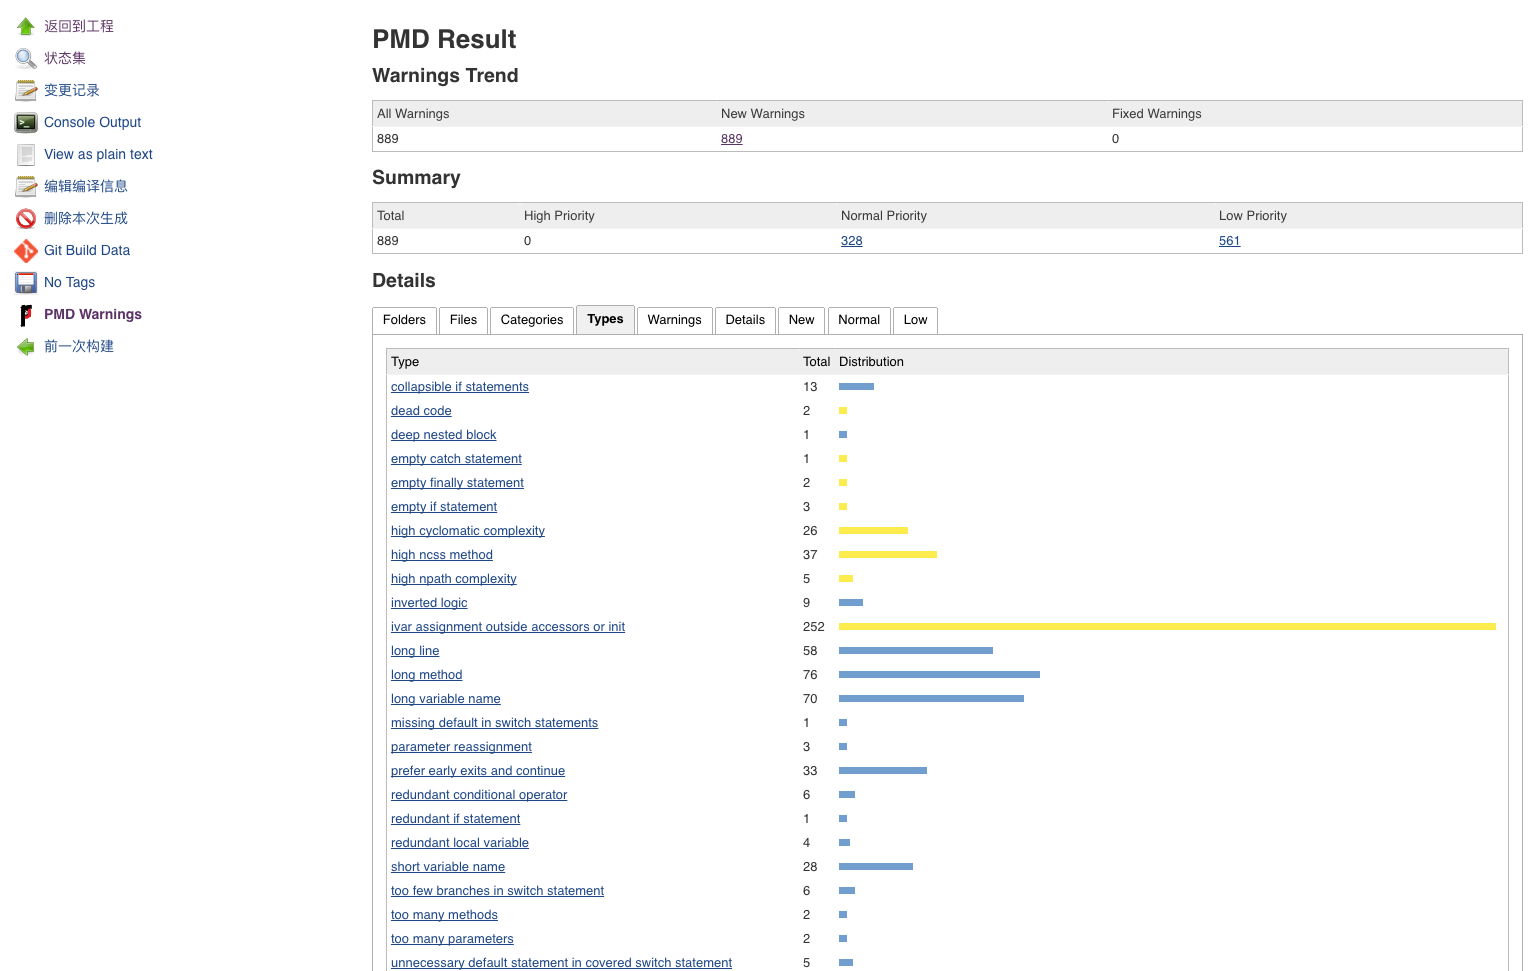 返回到工程
状态集
变更记录
Console Output
View as plain text
编辑编译信息
删除本次生成
Git Build Data
No Tags
PMD Warnings
前一次构建
PMD Result
Warnings Trend
All Warnings New Warnings Fixed Warnings
889 889 0
Summary
Total High Priority Normal Priority Low Priority
889 0 328 561
Details
Folders Files Categories Types Warnings Details New Normal Low
Type Total Distribution
collapsible if statements 13
dead code 2
deep nested block 1
empty catch statement 1
empty finally statement 2
empty if statement 3
high cyclomatic complexity 26
high ncss method 37
high npath complexity 5
inverted logic 9
ivar assignment outside accessors or init 252
long line 58
long method 76
long variable name 70
missing default in switch statements 1
parameter reassignment 3
prefer early exits and continue 33
redundant conditional operator 6
redundant if statement 1
redundant local variable 4
short variable name 28
too few branches in switch statement 6
too many methods 2
too many parameters 2
unnecessary default statement in covered switch statement 5